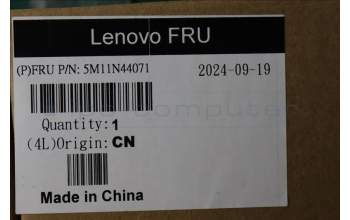 Lenovo FRU
(P)FRU P/N: 5M11N44071 2024-09-19
Quantity: 1
(4L)Origin: CN
Made in China